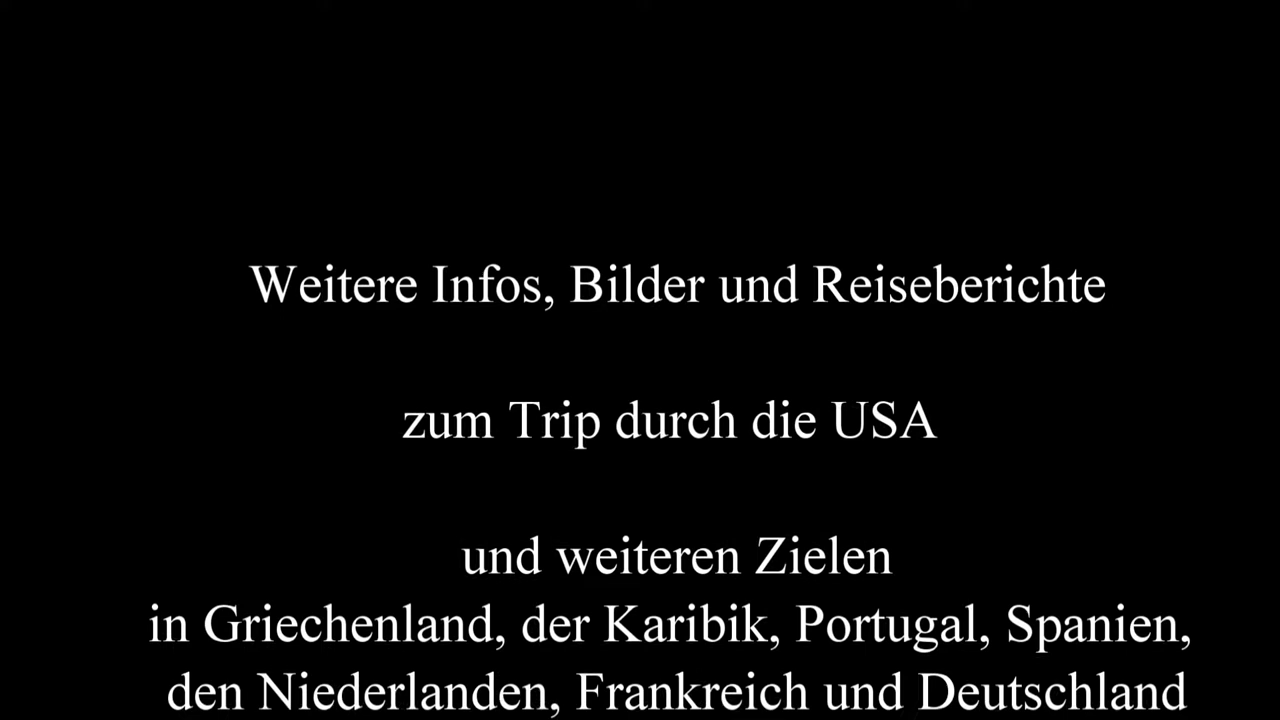 Weitere Infos, Bilder und Reiseberichte
zum Trip durch die USA
und weiteren Zielen
in Griechenland, der Karibik, Portugal, Spanien,
den Niederlanden, Frankreich und Deutschland